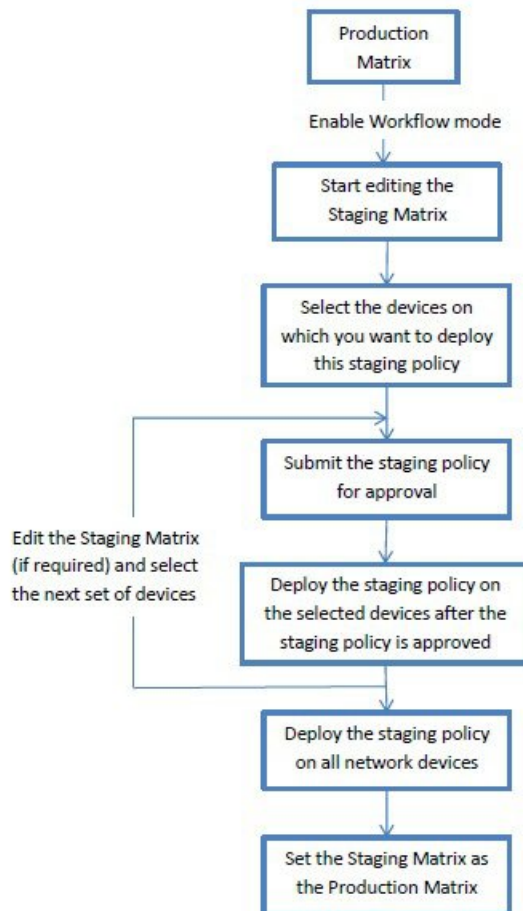 Production
Matrix
Enable Workflow mode
Start editing the
Staging Matrix
Select the devices on
which you want to deploy
this staging policy
Submit the staging policy
for approval
Edit the Staging Matrix
(if required) and select
the next set of devices
Deploy the staging policy on
the selected devices after the
staging policy is approved
Deploy the staging policy
on all network devices
Set the Staging Matrix as
the Production Matrix